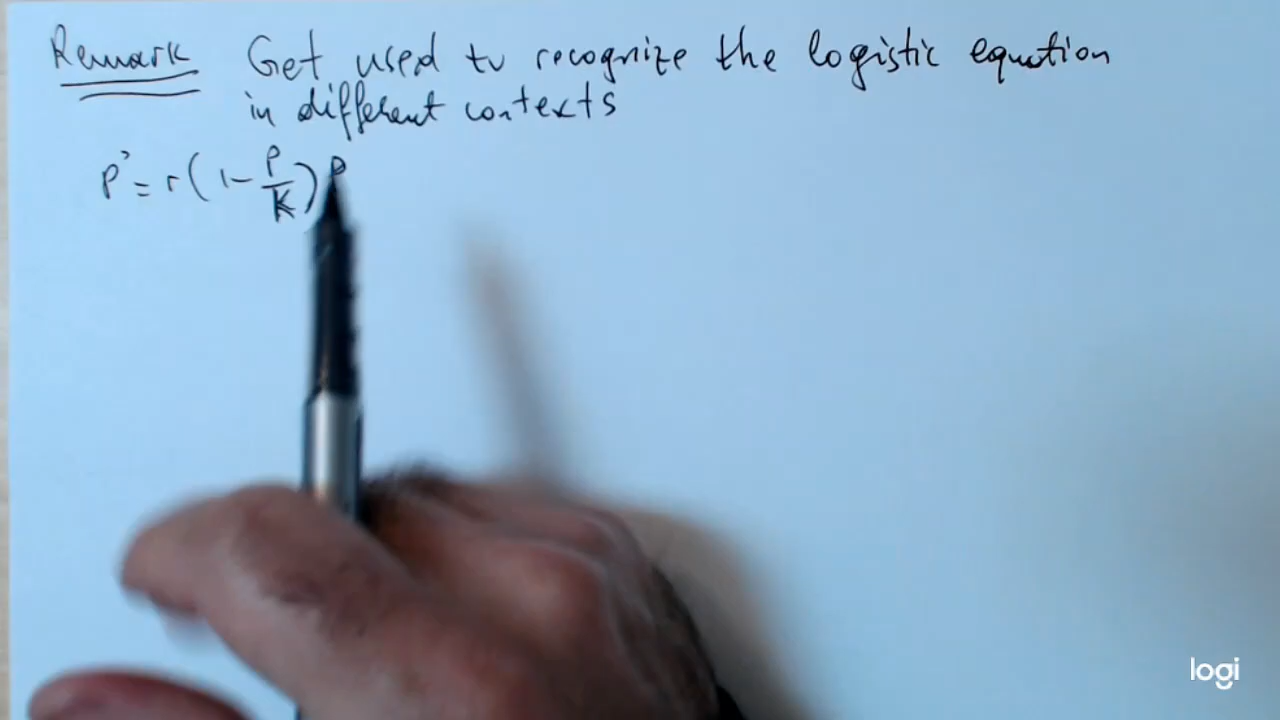 Remark Get used to recognize the logistic equation
in different contexts
P' = r(1 - P/K)P
logi